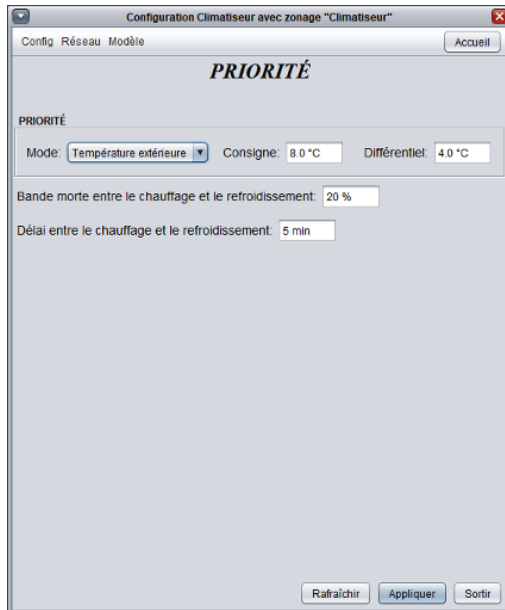 Configuration Climatiseur avec zonage "Climatiseur"
Config Réseau Modèle Accueil
PRIORITÉ
PRIORITÉ
Mode: Température extérieure Consigne: 8.0 °C Différentiel: 4.0 °C
Bande morte entre le chauffage et le refroidissement: 20 %
Délai entre le chauffage et le refroidissement: 5 min
Rafraîchir Appliquer Sortir